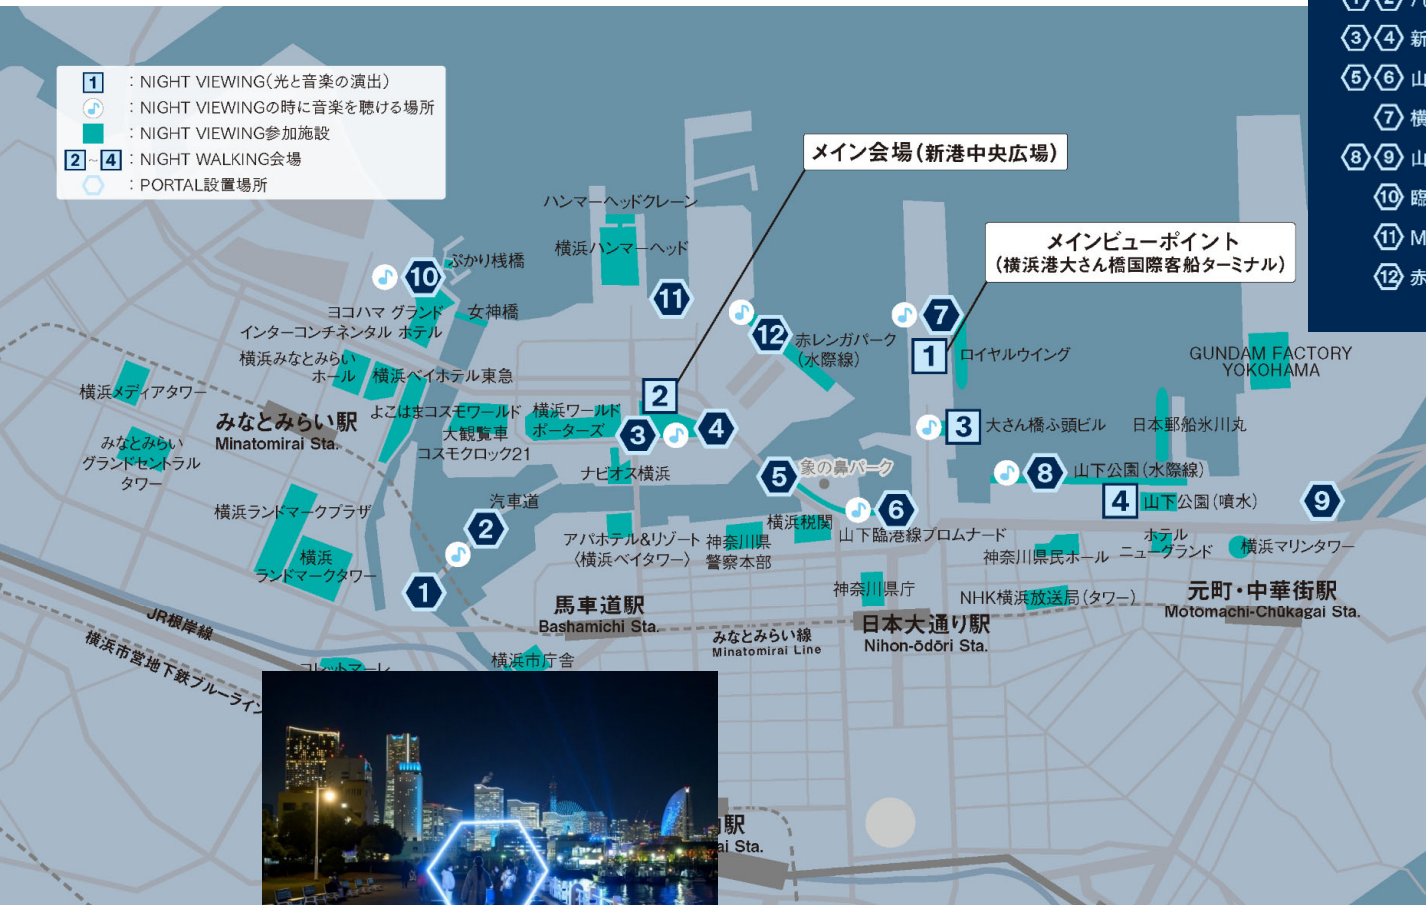 1 : NIGHT VIEWING(光と音楽の演出)
: NIGHT VIEWINGの時に音楽を聴ける場所
: NIGHT VIEWING参加施設
2~4 : NIGHT WALKING会場
: PORTAL設置場所
3 4 新
5 6 山
7 横
8 9 山
10 臨
11 M
12 赤
メイン会場(新港中央広場)
メインビューポイント
(横浜港大さん橋国際客船ターミナル)
ハンマーヘッドクレーン
横浜ハンマーヘッド
ぷかり桟橋
10
11
ヨコハマ グランド
インターコンチネンタル ホテル
女神橋
12
赤レンガパーク
(水際線)
7
1
ロイヤルウイング
GUNDAM FACTORY
YOKOHAMA
横浜みなとみらい
ホール
横浜ベイホテル東急
横浜メディアタワー
みなとみらい駅
Minatomirai Sta.
よこはまコスモワールド
大観覧車
コスモクロック21
横浜ワールド
ポーターズ
2
3
4
3
大さん橋ふ頭ビル
日本郵船氷川丸
みなとみらい
グランドセントラル
タワー
ナビオス横浜
5
象の鼻パーク
8
山下公園(水際線)
4
山下公園(噴水)
9
横浜ランドマークプラザ
汽車道
2
6
横浜税関
山下臨港線プロムナード
アパホテル&リゾート
〈横浜ベイタワー〉
神奈川県
警察本部
神奈川県民ホール
ホテル
ニューグランド
横浜マリンタワー
横浜
ランドマークタワー
1
神奈川県庁
NHK横浜放送局(タワー)
元町・中華街駅
Motomachi-Chūkagai Sta.
馬車道駅
Bashamichi Sta.
みなとみらい線
Minatomirai Line
日本大通り駅
Nihon-ōdōri Sta.
JR根岸線
横浜市営地下鉄ブルーライン
コレットマーレ
横浜市庁舎
駅
ai Sta.